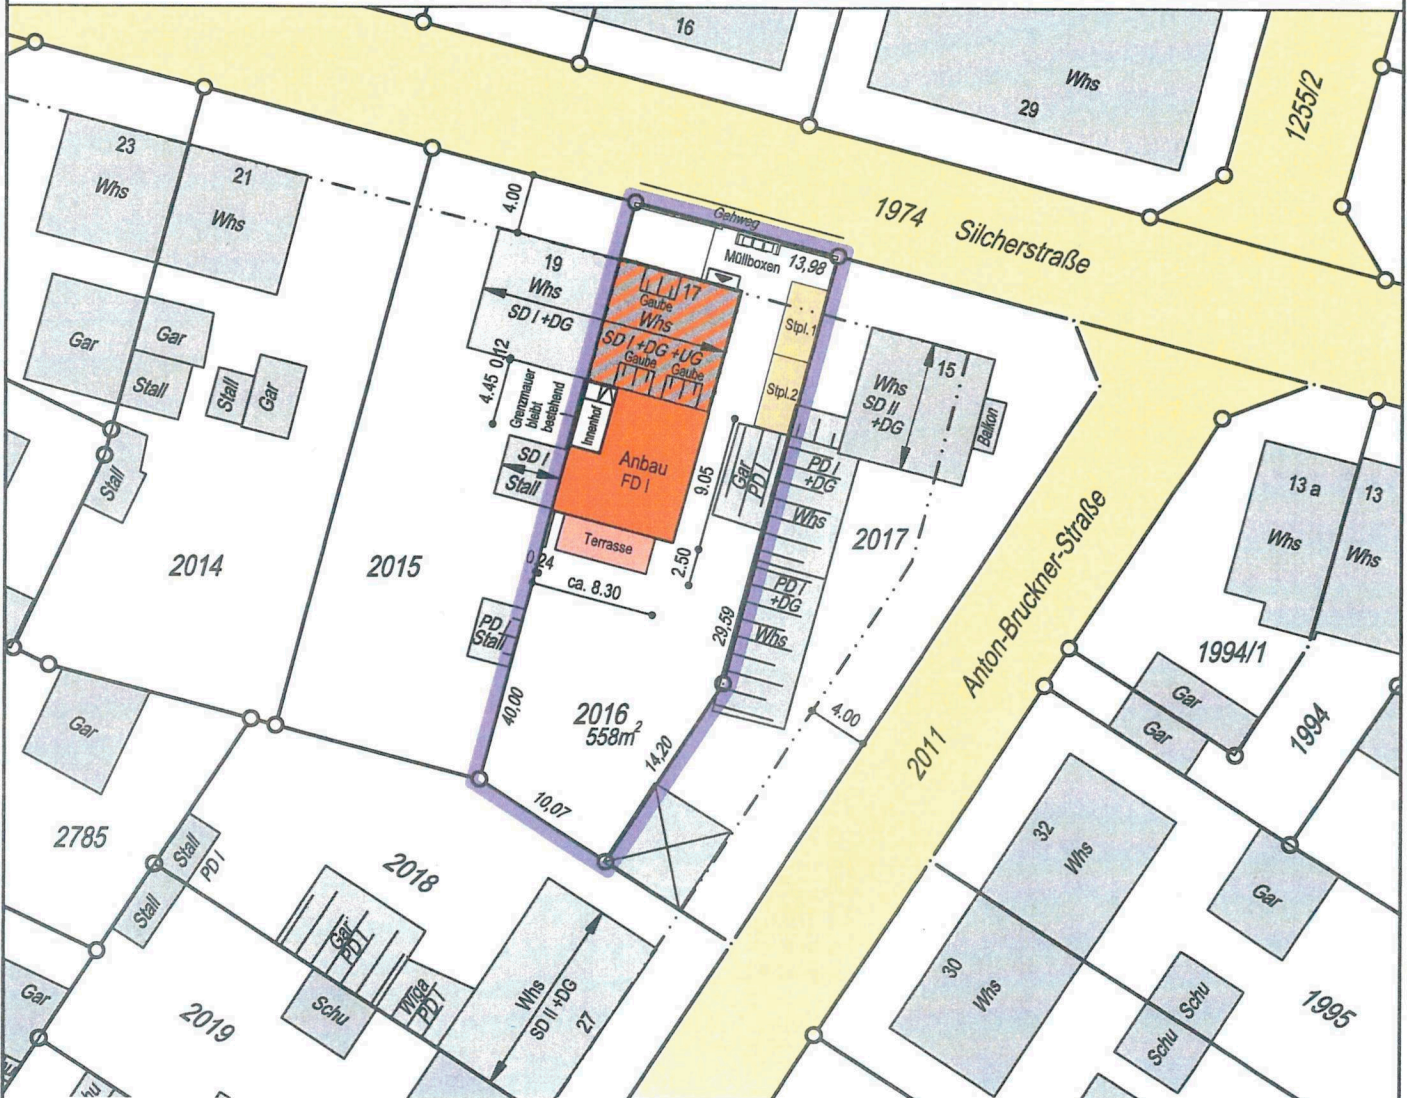 16
Whs
29
1255/2
1974 Silcherstraße
23
Whs
21
Whs
4.00
Gehweg
Müllboxen
13,98
19
Whs
SD I +DG
17
Gaube
Whs
SD I +DG +UG
Gaube
Gaube
Stpl.1
Stpl.2
15
Whs
SD II
+DG
Balkon
Gar
Gar
Stall
Stall
Gar
Stall
0.12
4.45
Grenzmauer
bleibt
bestehend
Innenhof
SD I
Stall
Anbau
FD I
9.05
Gar
PD I
PD I
+DG
Whs
Terrasse
0.24
ca. 8.30
2.50
2014
2015
2017
PD I
+DG
Whs
29,59
PD I
Stall
40,00
2016
558m²
14,20
10,07
4.00
Anton-Bruckner-Straße
2011
13 a
Whs
13
Whs
1994/1
Gar
Gar
1994
Gar
2785
Stall
PD I
Stall
2018
Gar
PD I
Wiga
PD I
Schu
Whs
SD II +DG
27
2019
Gar
32
Whs
30
Whs
Gar
Schu
Schu
1995